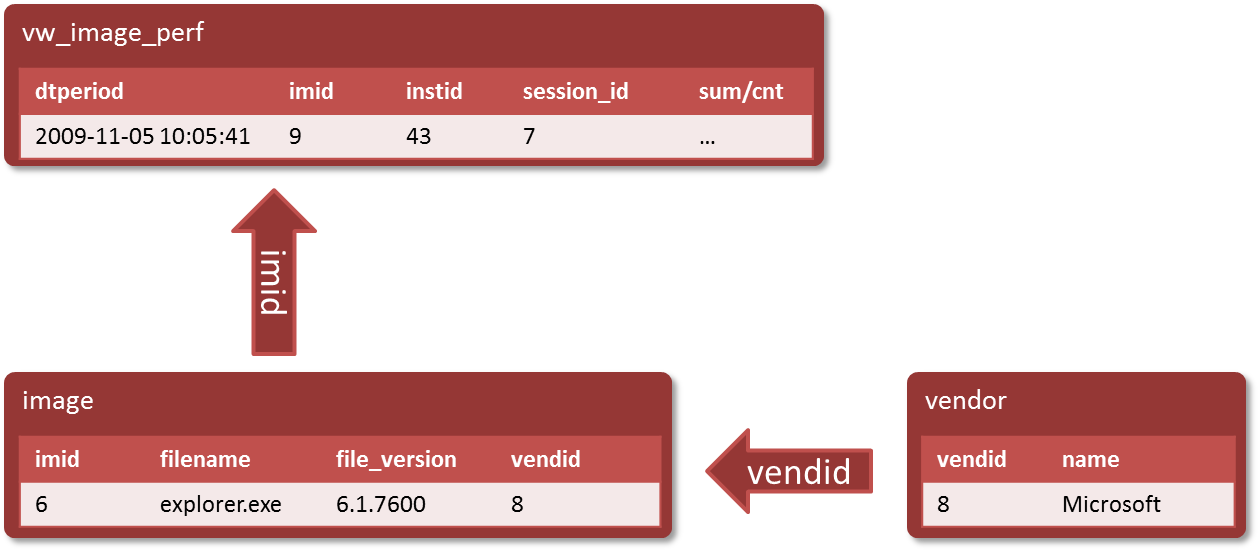 vw_image_perf
dtperiod imid instid session_id sum/cnt
2009-11-05 10:05:41 9 43 7 ...
imid
image
imid filename file_version vendid
6 explorer.exe 6.1.7600 8
vendid
vendor
vendid name
8 Microsoft